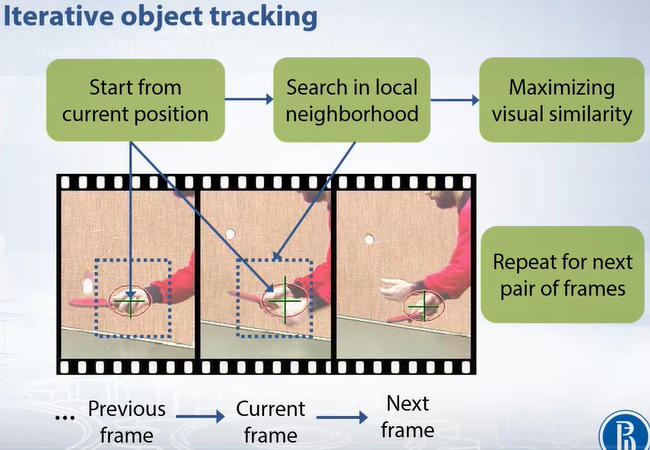 Iterative object tracking
Start from
current position
Search in local
neighborhood
Maximizing
visual similarity
Repeat for next
pair of frames
... Previous
frame
Current
frame
Next
frame